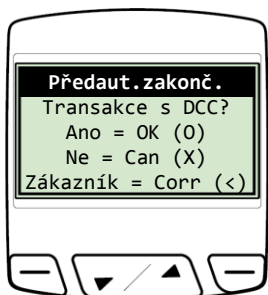 Předaut.zakonč.
Transakce s DCC?
Ano = OK (O)
Ne = Can (X)
Zákazník = Corr (<)